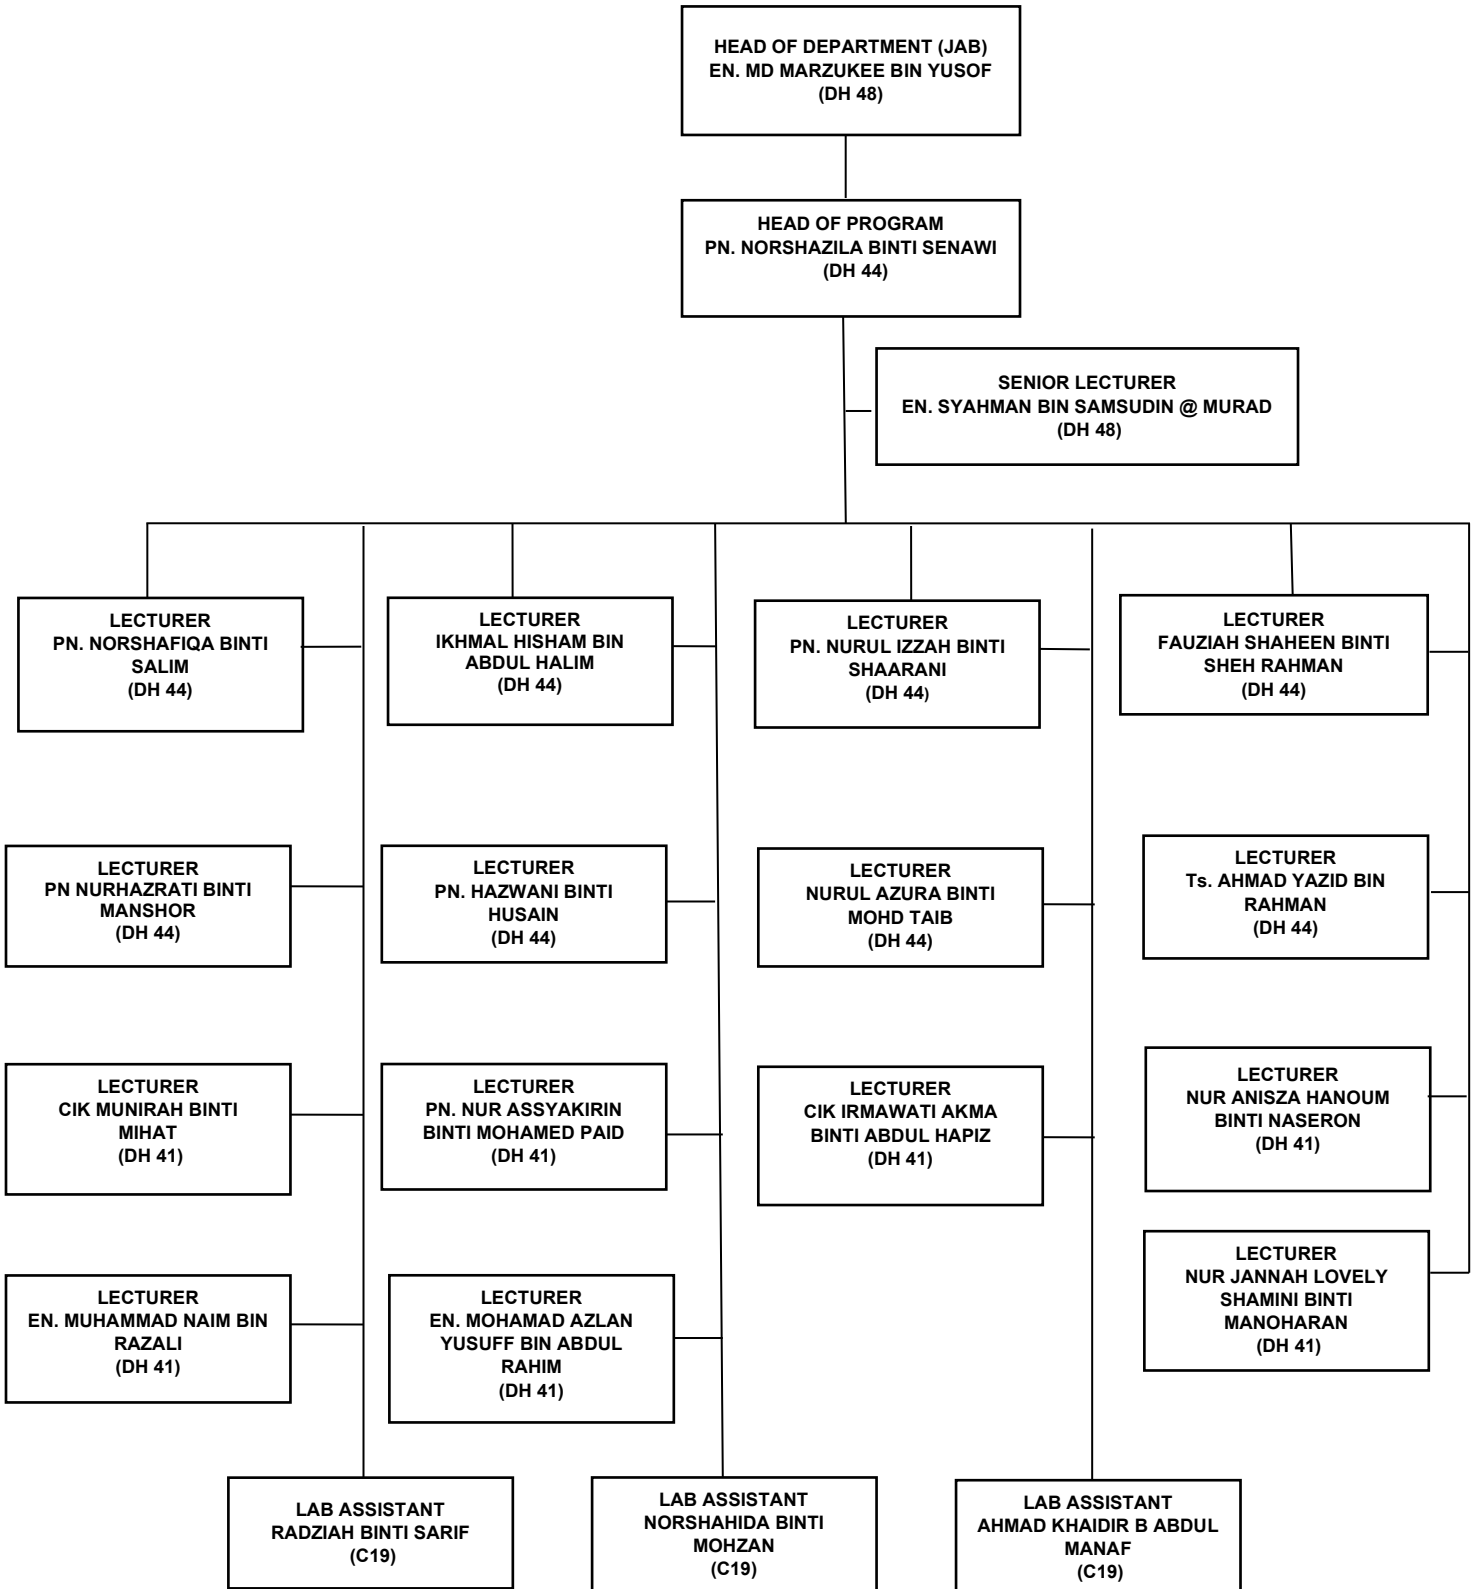 HEAD OF DEPARTMENT (JAB)
EN. MD MARZUKEE BIN YUSOF
(DH 48)
HEAD OF PROGRAM
PN. NORSHAZILA BINTI SENAWI
(DH 44)
SENIOR LECTURER
EN. SYAHMAN BIN SAMSUDIN @ MURAD
(DH 48)
LECTURER
PN. NORSHAFIQA BINTI
SALIM
(DH 44)
LECTURER
IKHMAL HISHAM BIN
ABDUL HALIM
(DH 44)
LECTURER
PN. NURUL IZZAH BINTI
SHAARANI
(DH 44)
LECTURER
FAUZIAH SHAHEEN BINTI
SHEH RAHMAN
(DH 44)
LECTURER
PN NURHAZRATI BINTI
MANSHOR
(DH 44)
LECTURER
PN. HAZWANI BINTI
HUSAIN
(DH 44)
LECTURER
NURUL AZURA BINTI
MOHD TAIB
(DH 44)
LECTURER
Ts. AHMAD YAZID BIN
RAHMAN
(DH 44)
LECTURER
CIK MUNIRAH BINTI
MIHAT
(DH 41)
LECTURER
PN. NUR ASSYAKIRIN
BINTI MOHAMED PAID
(DH 41)
LECTURER
CIK IRMAWATI AKMA
BINTI ABDUL HAPIZ
(DH 41)
LECTURER
NUR ANISZA HANOUM
BINTI NASERON
(DH 41)
LECTURER
EN. MUHAMMAD NAIM BIN
RAZALI
(DH 41)
LECTURER
EN. MOHAMAD AZLAN
YUSUFF BIN ABDUL
RAHIM
(DH 41)
LECTURER
NUR JANNAH LOVELY
SHAMINI BINTI
MANOHARAN
(DH 41)
LAB ASSISTANT
RADZIAH BINTI SARIF
(C19)
LAB ASSISTANT
NORSHAHIDA BINTI
MOHZAN
(C19)
LAB ASSISTANT
AHMAD KHAIDIR B ABDUL
MANAF
(C19)